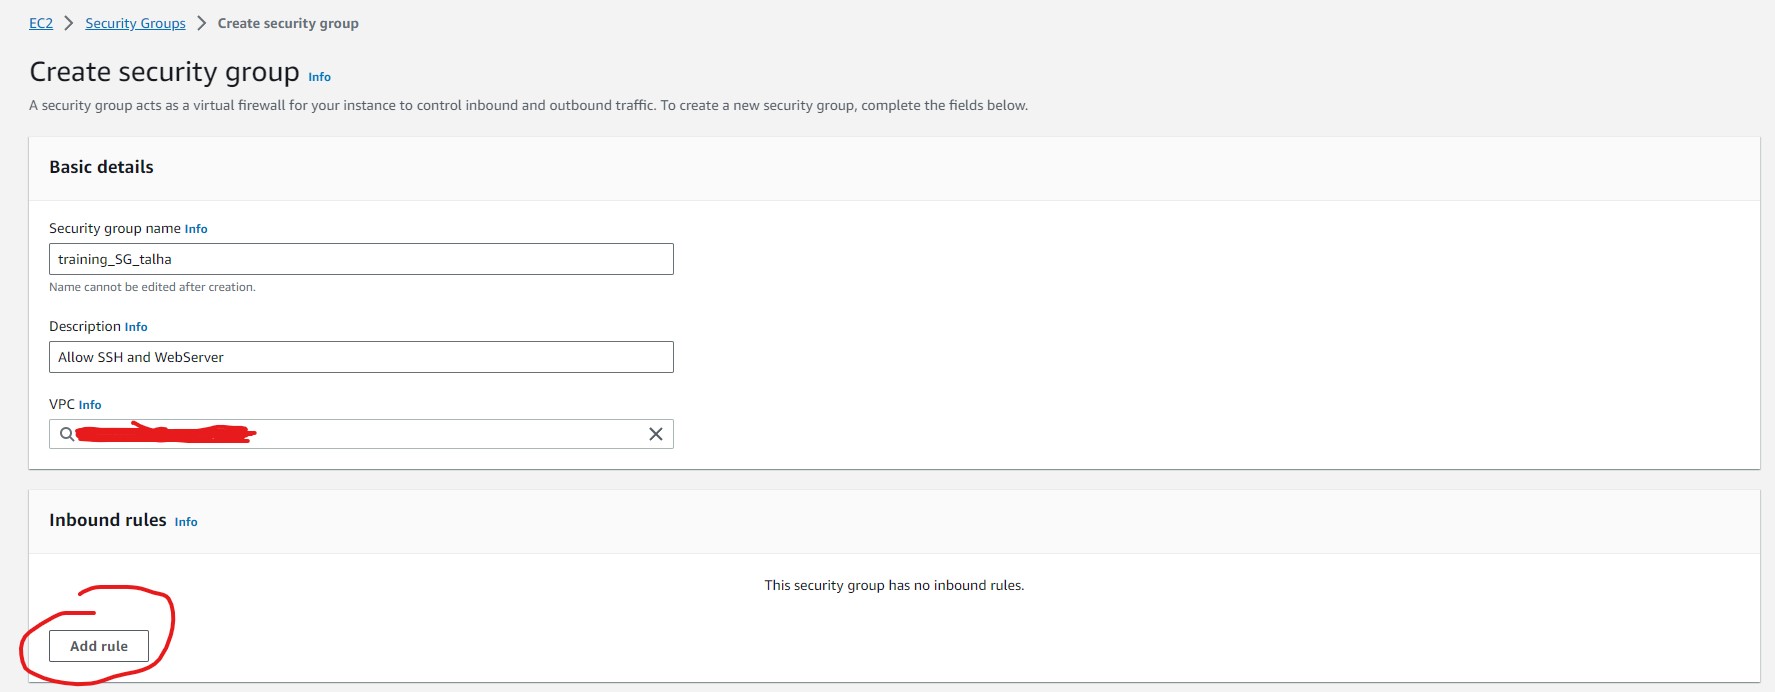 EC2 > Security Groups > Create security group
Create security group Info
A security group acts as a virtual firewall for your instance to control inbound and outbound traffic. To create a new security group, complete the fields below.
Basic details
Security group name Info
training_SG_talha
Name cannot be edited after creation.
Description Info
Allow SSH and WebServer
VPC Info
Inbound rules Info
This security group has no inbound rules.
Add rule